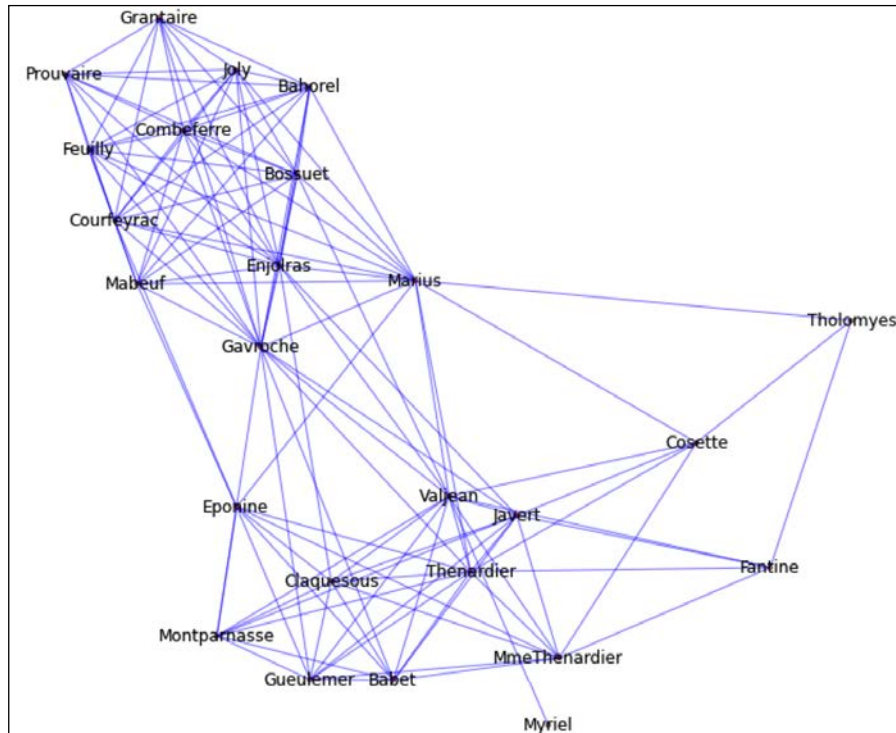 Grantaire
Joly
Prouvaire
Bahorel
Combeferre
Feuilly
Bossuet
Courfeyrac
Enjolras
Mabeuf
Marius
Tholomyes
Gavroche
Cosette
Valjean
Eponine
Javert
Fantine
Thenardier
Claquesous
Montparnasse
MmeThenardier
Gueulemer
Babet
Myriel